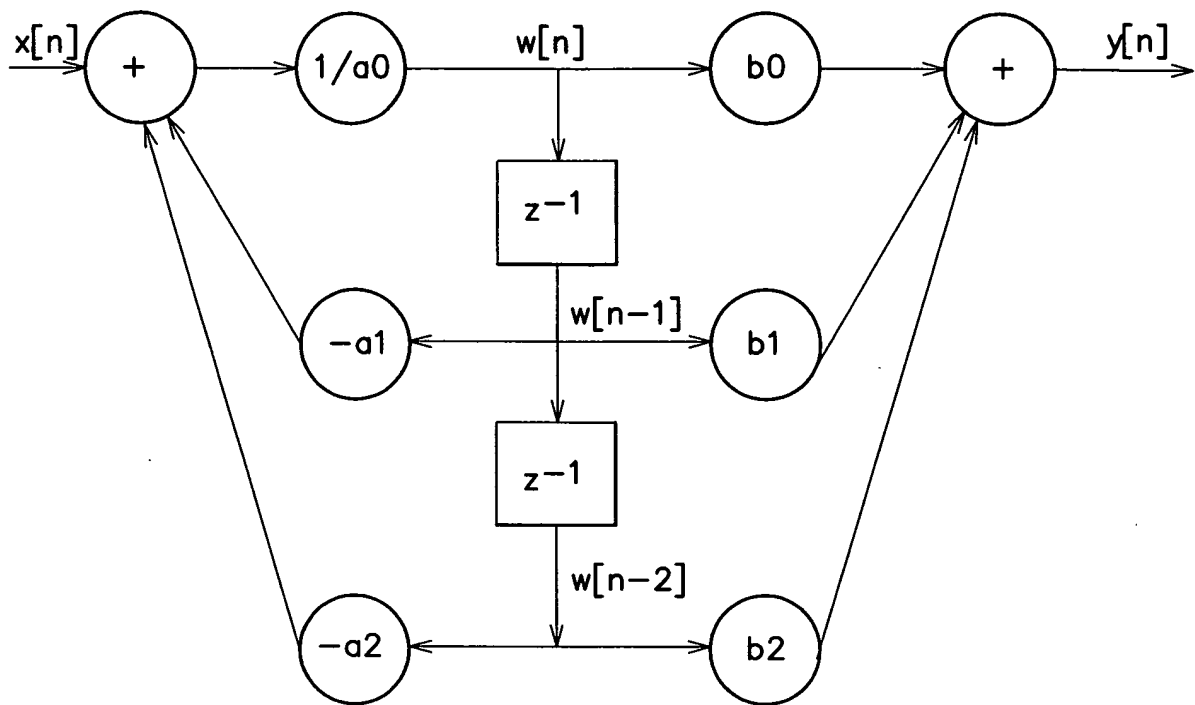 x[n]
+
1/a0
w[n]
b0
+
y[n]
z⁻¹
-a1
w[n-1]
b1
z⁻¹
w[n-2]
-a2
b2